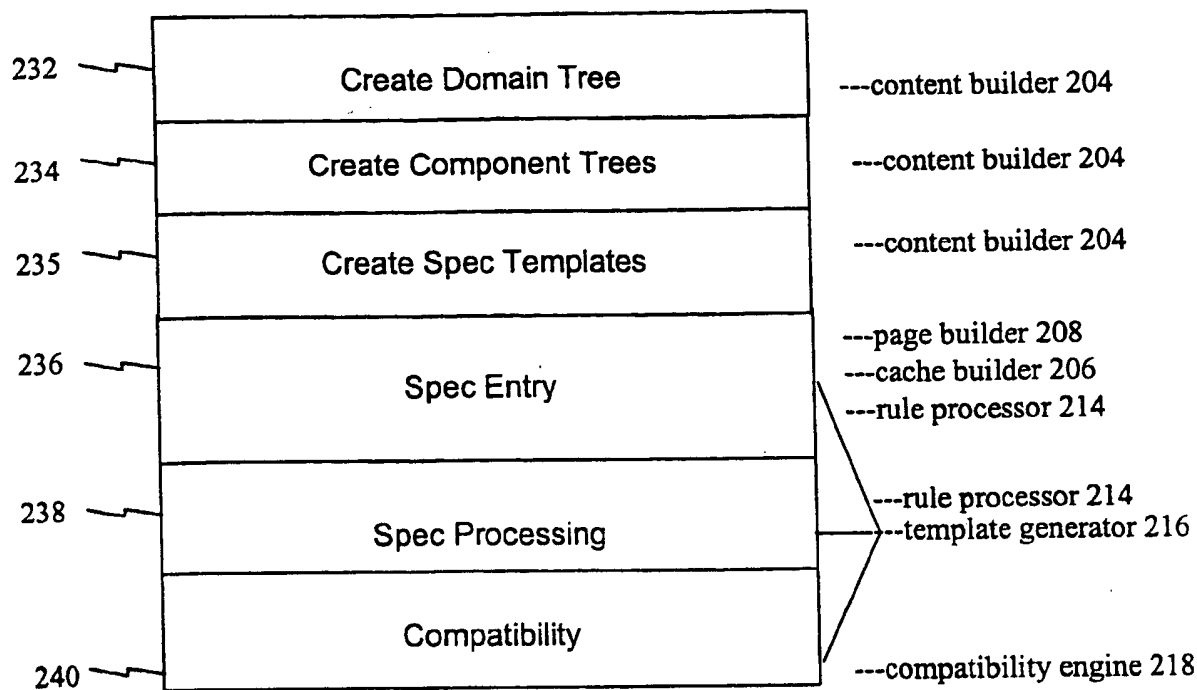 232
Create Domain Tree
---content builder 204
234
Create Component Trees
---content builder 204
235
Create Spec Templates
---content builder 204
236
Spec Entry
---page builder 208
---cache builder 206
---rule processor 214
238
Spec Processing
---rule processor 214
---template generator 216
240
Compatibility
---compatibility engine 218